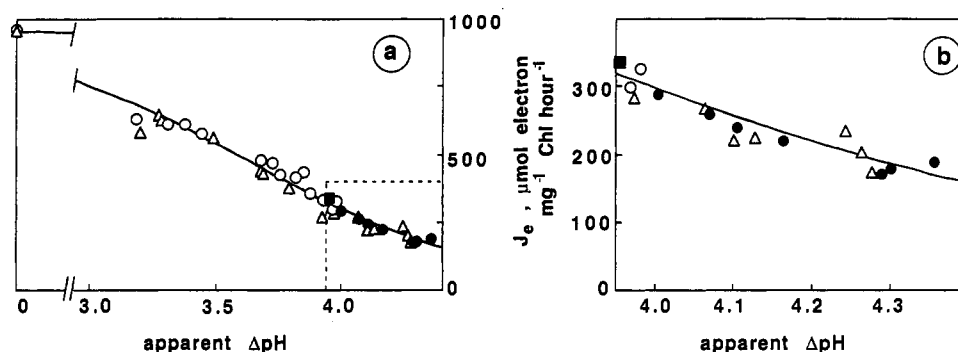 a
1000
500
0
0
3.0
3.5
4.0
apparent ΔpH
b
Je , μmol electron
mg-1 Chl hour-1
300
200
100
0
4.0
4.1
4.2
4.3
apparent ΔpH